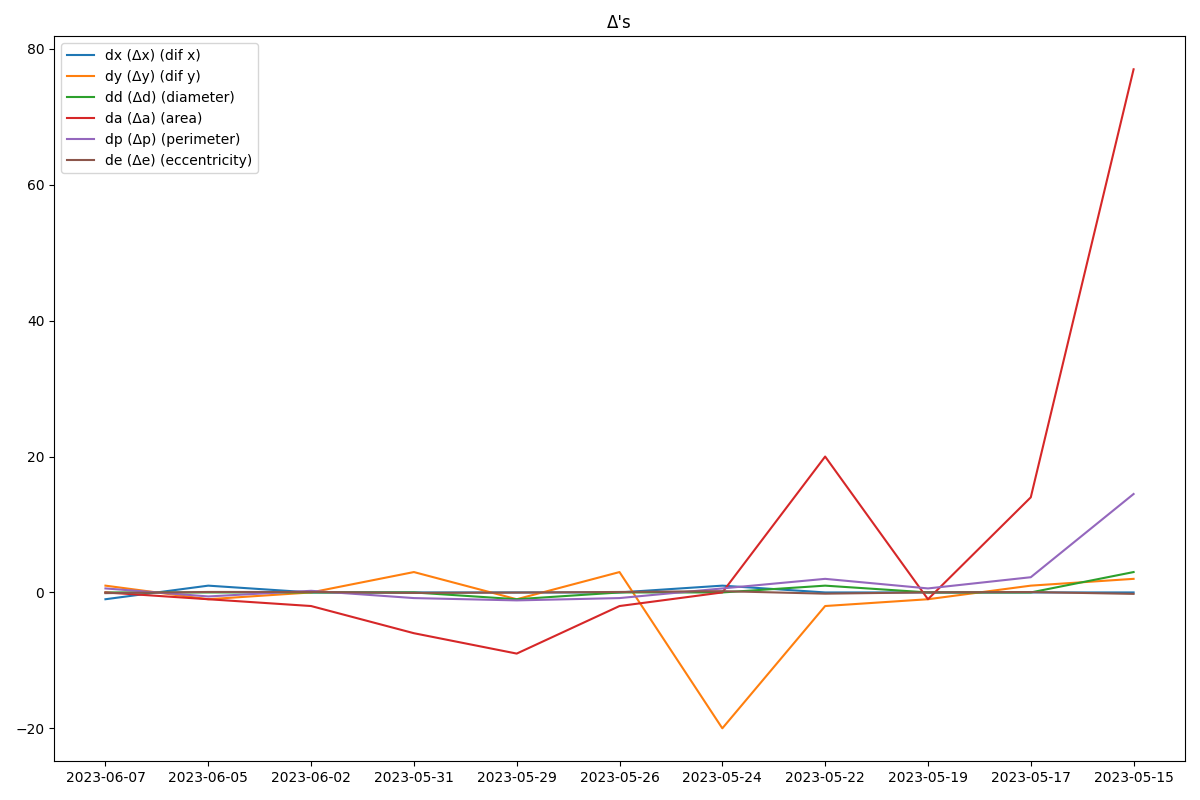 Δ's
dx (Δx) (dif x)
dy (Δy) (dif y)
dd (Δd) (diameter)
da (Δa) (area)
dp (Δp) (perimeter)
de (Δe) (eccentricity)
80
60
40
20
0
−20
2023-06-07 2023-06-05 2023-06-02 2023-05-31 2023-05-29 2023-05-26 2023-05-24 2023-05-22 2023-05-19 2023-05-17 2023-05-15